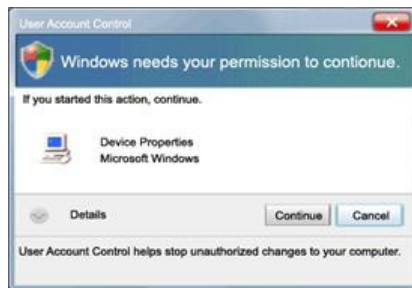 User Account Control
Windows needs your permission to contionue.
If you started this action, continue.
Device Properties
Microsoft Windows
Details
Continue
Cancel
User Account Control helps stop unauthorized changes to your computer.